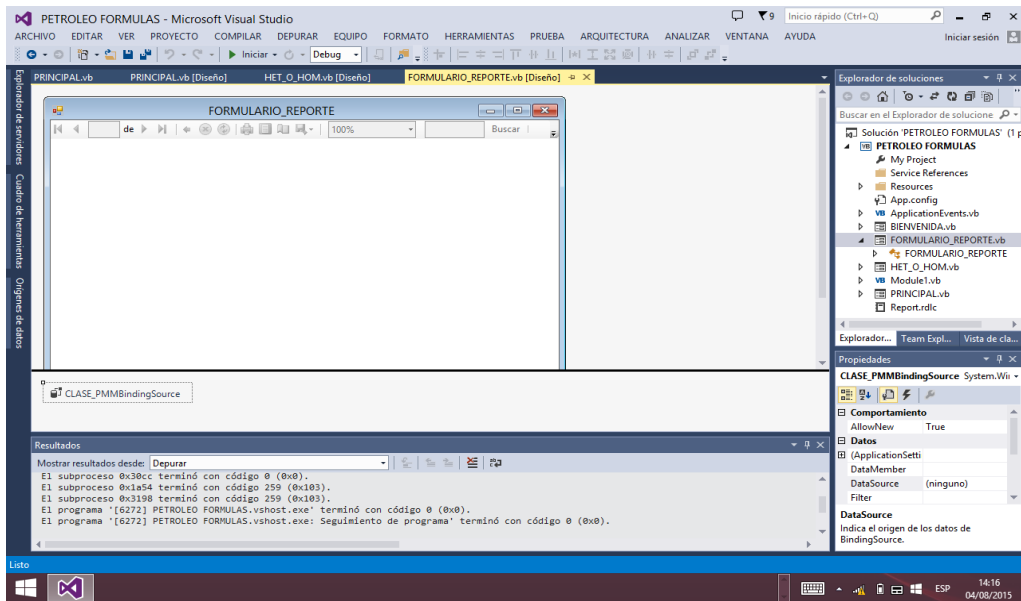 PETROLEO FORMULAS - Microsoft Visual Studio
9
Inicio rápido (Ctrl+Q)
ARCHIVO EDITAR VER PROYECTO COMPILAR DEPURAR EQUIPO FORMATO HERRAMIENTAS PRUEBA ARQUITECTURA ANALIZAR VENTANA AYUDA
Iniciar sesión
Iniciar
Debug
Explorador de servidores
Cuadro de herramientas
Orígenes de datos
PRINCIPAL.vb PRINCIPAL.vb [Diseño] HET_O_HOM.vb [Diseño] FORMULARIO_REPORTE.vb [Diseño]
FORMULARIO_REPORTE
de
100%
Buscar
CLASE_PMMBindingSource
Resultados
Mostrar resultados desde: Depurar
El subproceso 0x30cc terminó con código 0 (0x0).
El subproceso 0x1a54 terminó con código 259 (0x103).
El subproceso 0x3198 terminó con código 259 (0x103).
El programa '[6272] PETROLEO FORMULAS.vshost.exe' terminó con código 0 (0x0).
El programa '[6272] PETROLEO FORMULAS.vshost.exe: Seguimiento de programa' terminó con código 0 (0x0).
Explorador de soluciones
Buscar en el Explorador de solucione
Solución 'PETROLEO FORMULAS' (1 p
PETROLEO FORMULAS
My Project
Service References
Resources
App.config
VB ApplicationEvents.vb
BIENVENIDA.vb
FORMULARIO_REPORTE.vb
FORMULARIO_REPORTE
HET_O_HOM.vb
VB Module1.vb
PRINCIPAL.vb
Report.rdlc
Explorador... Team Expl... Vista de cla...
Propiedades
CLASE_PMMBindingSource System.Wii
Comportamiento
AllowNew True
Datos
(ApplicationSetti
DataMember
DataSource (ninguno)
Filter
DataSource
Indica el origen de los datos de
BindingSource.
Listo
ESP
14:16
04/08/2015